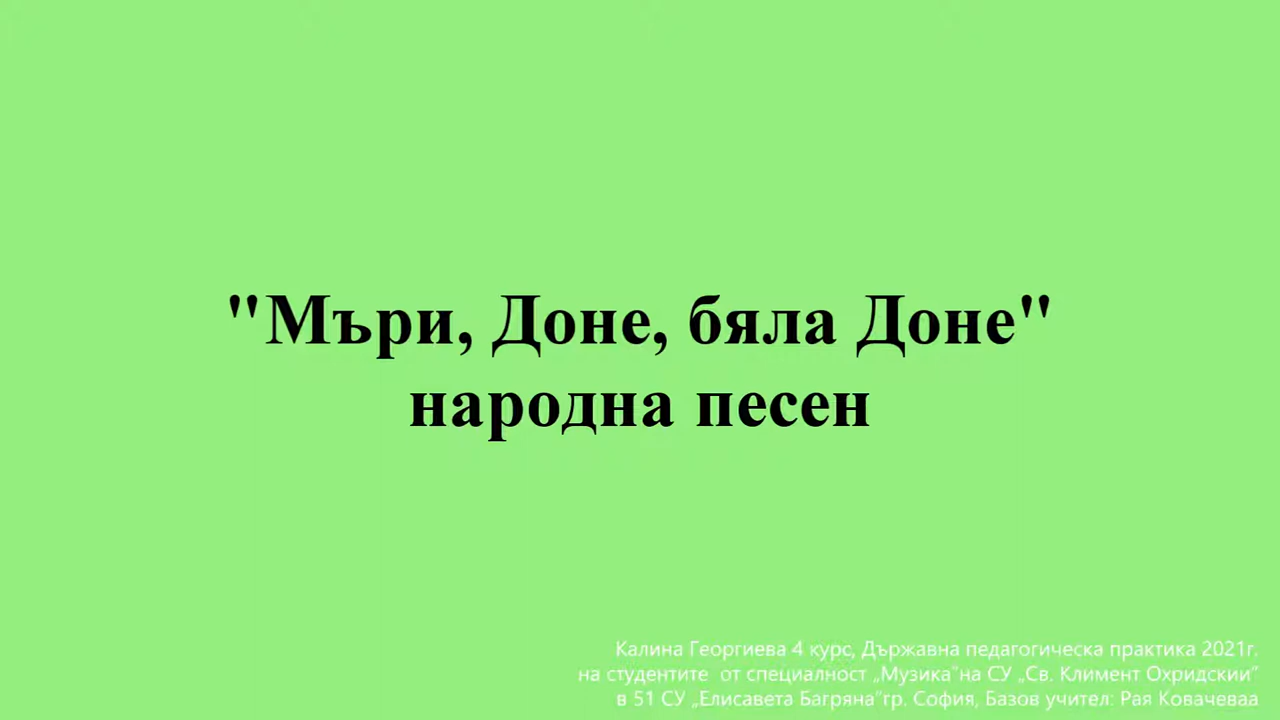 "Мъри, Доне, бяла Доне"
народна песен
Калина Георгиева 4 курс, Държавна педагогическа практика 2021г.
на студентите  от специалност „Музика”на СУ „Св. Климент Охридскии”
в 51 СУ „Елисавета Багряна”гр. София, Базов учител: Рая Ковачеваа